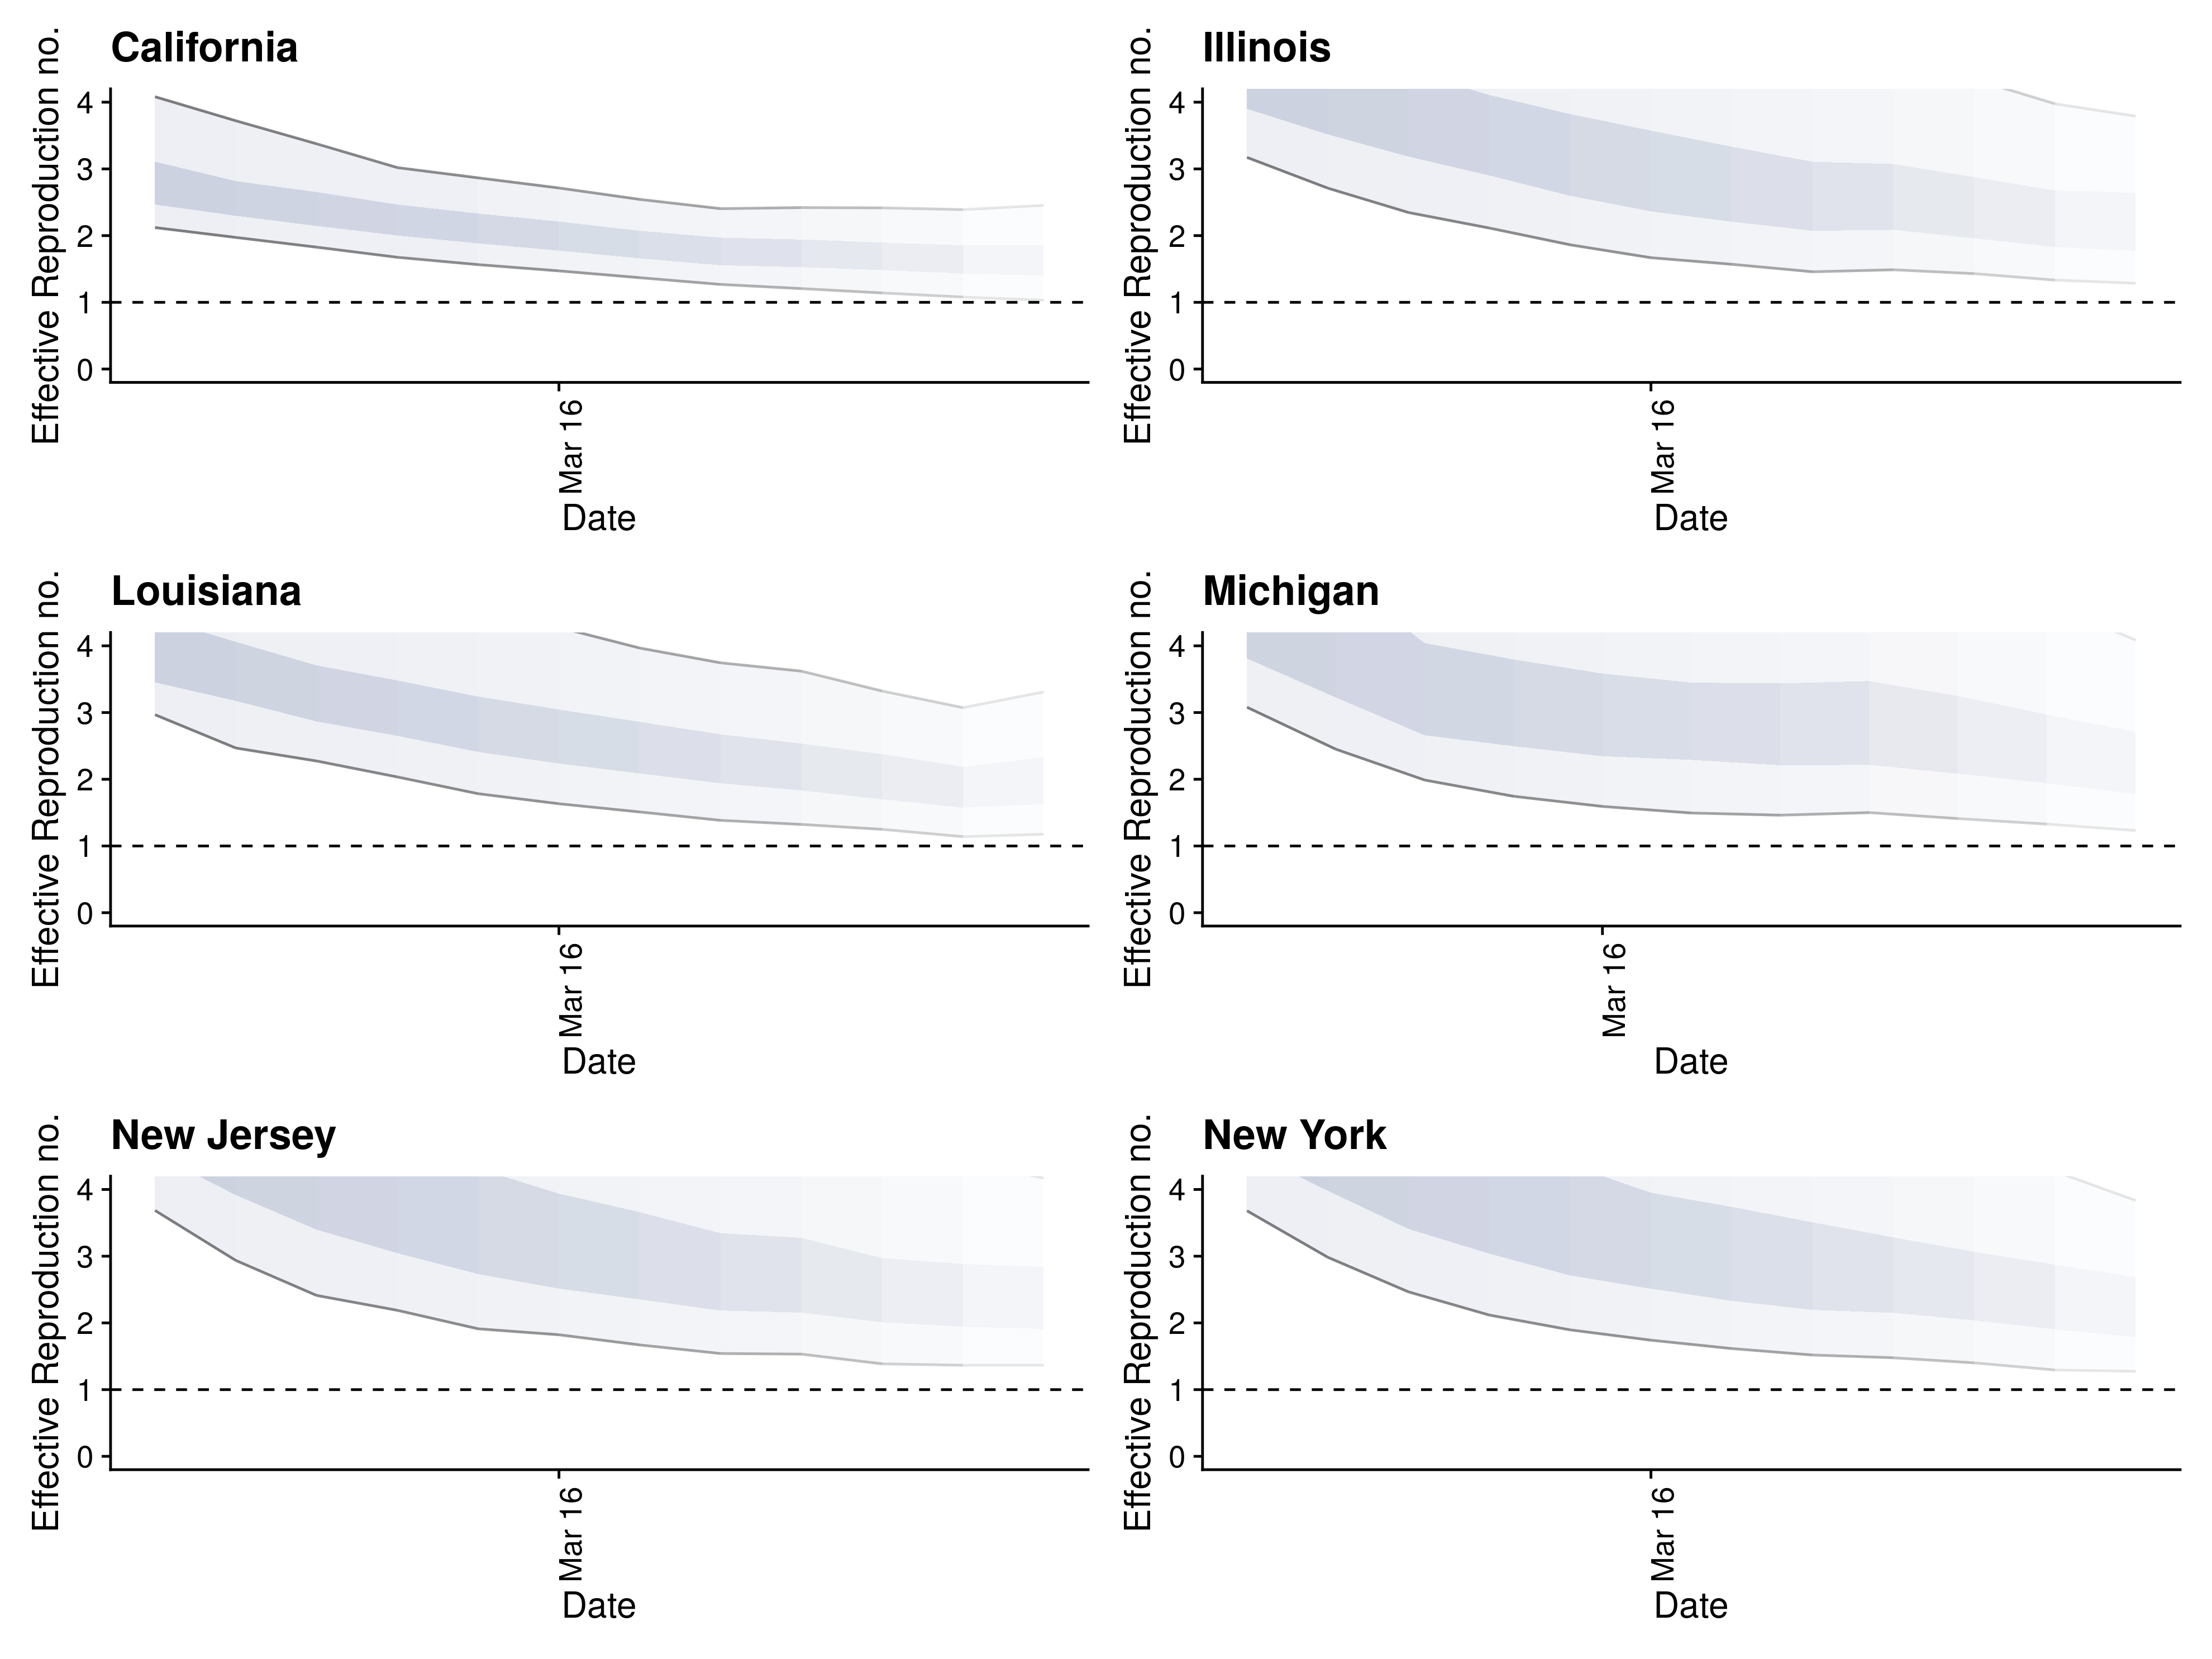 California
Effective Reproduction no.
4
3
2
1
0
Mar 16
Date
Illinois
Effective Reproduction no.
4
3
2
1
0
Mar 16
Date
Louisiana
Effective Reproduction no.
4
3
2
1
0
Mar 16
Date
Michigan
Effective Reproduction no.
4
3
2
1
0
Mar 16
Date
New Jersey
Effective Reproduction no.
4
3
2
1
0
Mar 16
Date
New York
Effective Reproduction no.
4
3
2
1
0
Mar 16
Date